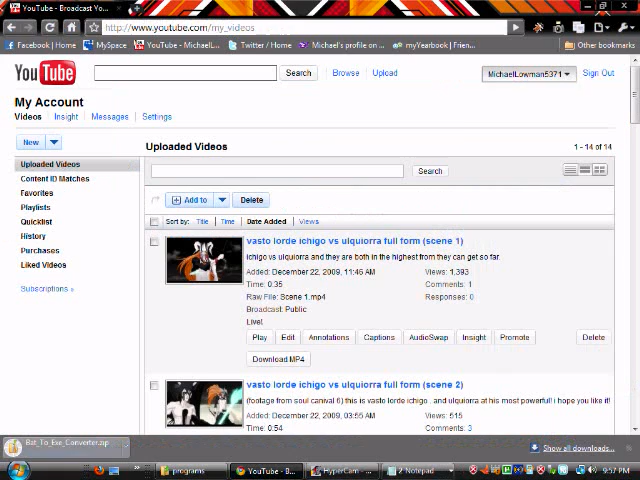 YouTube - Broadcast Yo...
http://www.youtube.com/my_videos
Facebook | Home
MySpace
YouTube - MichaelL...
Twitter / Home
Michael's profile on ...
myYearbook | Frien...
Other bookmarks
YouTube
Search
Browse
Upload
MichaelLowman5371
Sign Out
My Account
Videos
Insight
Messages
Settings
New
Uploaded Videos
1 - 14 of 14
Uploaded Videos
Content ID Matches
Favorites
Playlists
Quicklist
History
Purchases
Liked Videos
Subscriptions »
Search
Add to
Delete
Sort by:
Title
Time
Date Added
Views
vasto lorde ichigo vs ulquiorra full form (scene 1)
ichigo vs ulquiorra and they are both in the highest from they can get so far.
Added: December 22, 2009, 11:46 AM
Views: 1,393
Time: 0:35
Comments: 1
Raw File: Scene 1.mp4
Responses: 0
Broadcast: Public
Live!
Play
Edit
Annotations
Captions
AudioSwap
Insight
Promote
Delete
Download MP4
vasto lorde ichigo vs ulquiorra full form (scene 2)
(footage from soul canival 6) this is vasto lorde ichigo , and ulquiorra at his most powerful! i hope you like it!
Added: December 22, 2009, 03:55 AM
Views: 515
Time: 0:54
Comments: 3
Bat_To_Exe_Converter.zip
Show all downloads...
programs
YouTube - B...
HyperCam - ...
2 Notepad
9:57 PM